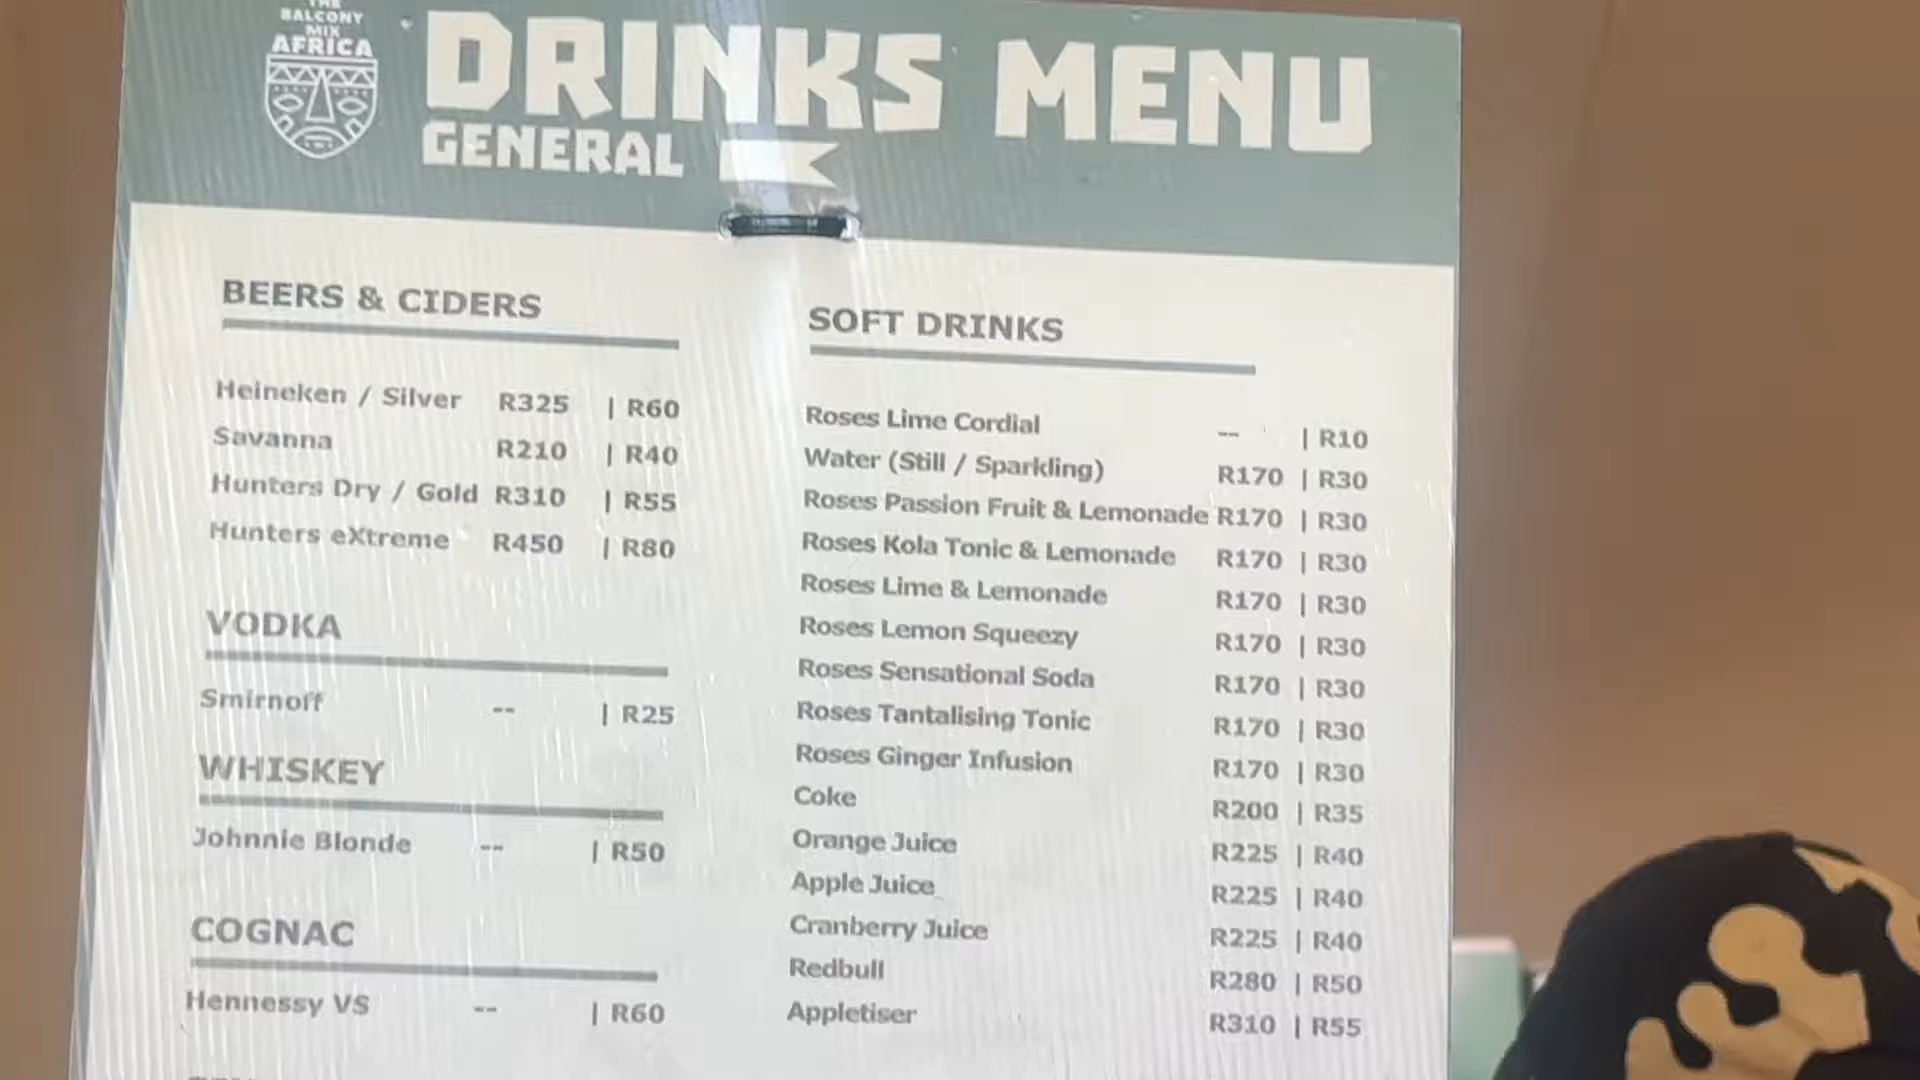 THE
BALCONY
MIX
AFRICA
DRINKS MENU
GENERAL
BEERS & CIDERS
Heineken / Silver R325 | R60
Savanna R210 | R40
Hunters Dry / Gold R310 | R55
Hunters eXtreme R450 | R80
VODKA
Smirnoff -- | R25
WHISKEY
Johnnie Blonde -- | R50
COGNAC
Hennessy VS -- | R60
SOFT DRINKS
Roses Lime Cordial -- | R10
Water (Still / Sparkling) R170 | R30
Roses Passion Fruit & Lemonade R170 | R30
Roses Kola Tonic & Lemonade R170 | R30
Roses Lime & Lemonade R170 | R30
Roses Lemon Squeezy R170 | R30
Roses Sensational Soda R170 | R30
Roses Tantalising Tonic R170 | R30
Roses Ginger Infusion R170 | R30
Coke R200 | R35
Orange Juice R225 | R40
Apple Juice R225 | R40
Cranberry Juice R225 | R40
Redbull R280 | R50
Appletiser R310 | R55